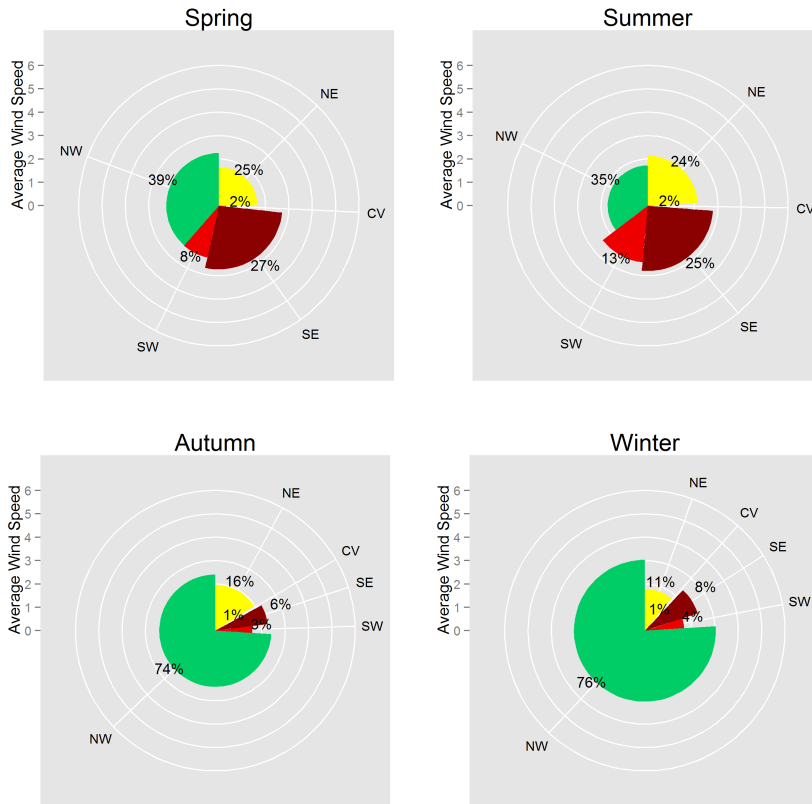 Spring
Average Wind Speed
6
5
4
3
2
1
0
NE
NW
CV
SE
SW
39%
25%
2%
8%
27%
Summer
Average Wind Speed
6
5
4
3
2
1
0
NE
NW
CV
SE
SW
24%
35%
2%
13%
25%
Autumn
Average Wind Speed
6
5
4
3
2
1
0
NE
CV
SE
SW
NW
16%
6%
1%
3%
74%
Winter
Average Wind Speed
6
5
4
3
2
1
0
NE
CV
SE
SW
NW
11%
8%
1%
4%
76%